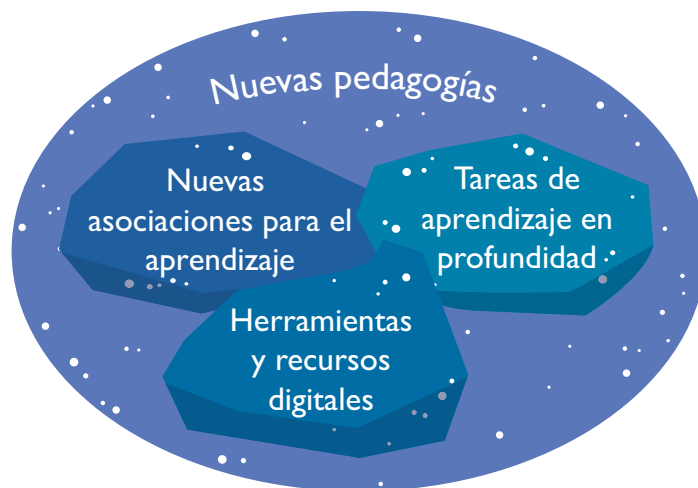 Nuevas pedagogías
Nuevas
asociaciones para el
aprendizaje
Tareas de
aprendizaje en
profundidad
Herramientas
y recursos
digitales